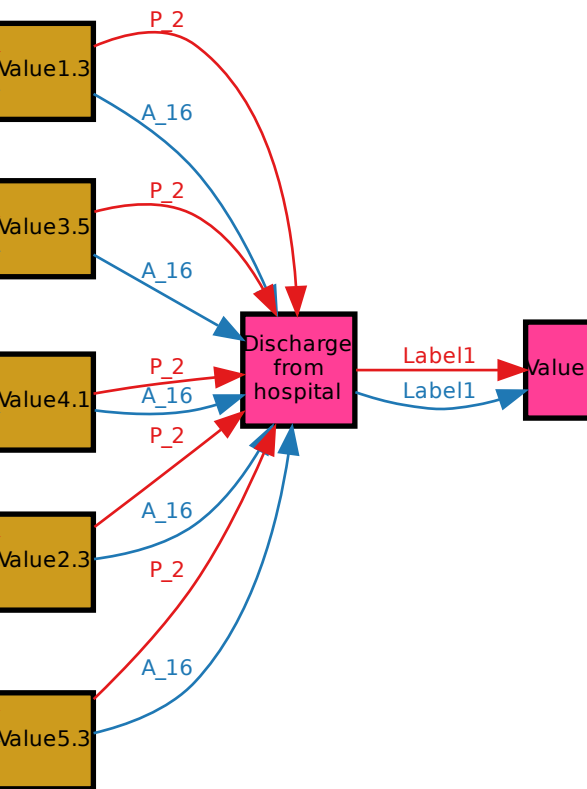 P_2
Value1.3
A_16
P_2
Value3.5
A_16
Discharge
from
hospital
Label1
Value
Label1
P_2
Value4.1
A_16
P_2
A_16
Value2.3
P_2
A_16
Value5.3